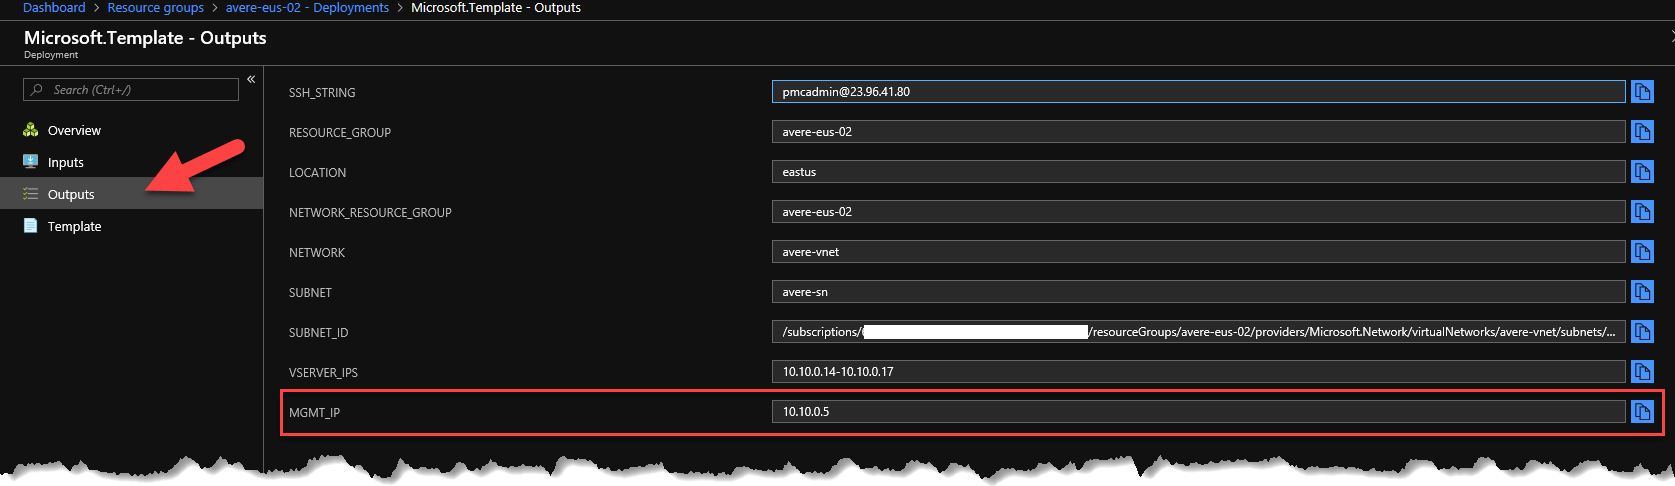 Dashboard > Resource groups > avere-eus-02 - Deployments > Microsoft.Template - Outputs
Microsoft.Template - Outputs
Deployment
Search (Ctrl+/)
«
Overview
Inputs
Outputs
Template
SSH_STRING pmcadmin@23.96.41.80
RESOURCE_GROUP avere-eus-02
LOCATION eastus
NETWORK_RESOURCE_GROUP avere-eus-02
NETWORK avere-vnet
SUBNET avere-sn
SUBNET_ID /subscriptions/ /resourceGroups/avere-eus-02/providers/Microsoft.Network/virtualNetworks/avere-vnet/subnets/...
VSERVER_IPS 10.10.0.14-10.10.0.17
MGMT_IP 10.10.0.5